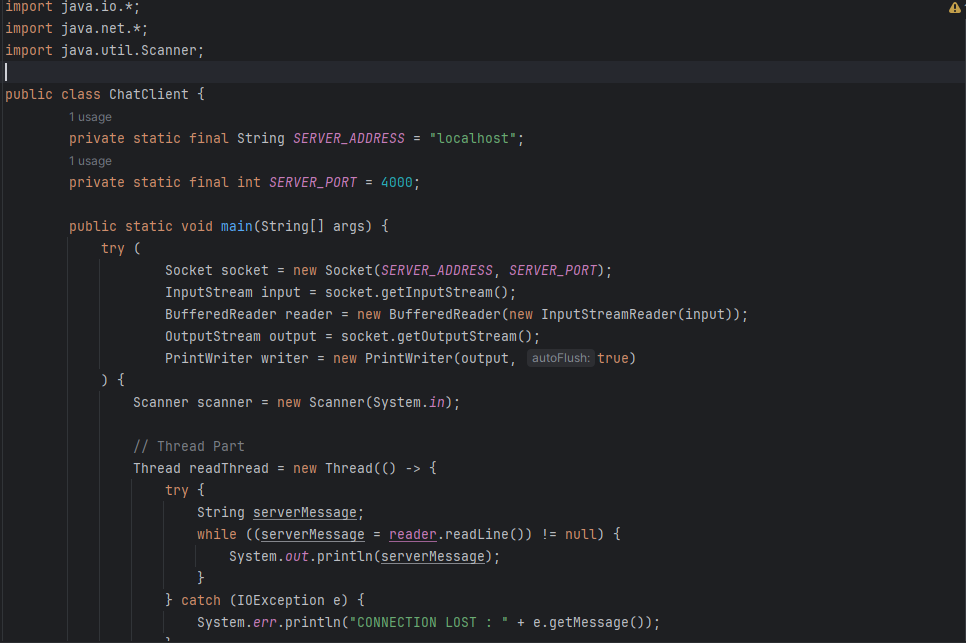 import java.io.*;
import java.net.*;
import java.util.Scanner;
public class ChatClient {
1 usage
private static final String SERVER_ADDRESS = "localhost";
1 usage
private static final int SERVER_PORT = 4000;
public static void main(String[] args) {
try (
Socket socket = new Socket(SERVER_ADDRESS, SERVER_PORT);
InputStream input = socket.getInputStream();
BufferedReader reader = new BufferedReader(new InputStreamReader(input));
OutputStream output = socket.getOutputStream();
PrintWriter writer = new PrintWriter(output, autoFlush: true)
) {
Scanner scanner = new Scanner(System.in);
// Thread Part
Thread readThread = new Thread(() -> {
try {
String serverMessage;
while ((serverMessage = reader.readLine()) != null) {
System.out.println(serverMessage);
}
} catch (IOException e) {
System.err.println("CONNECTION LOST : " + e.getMessage());